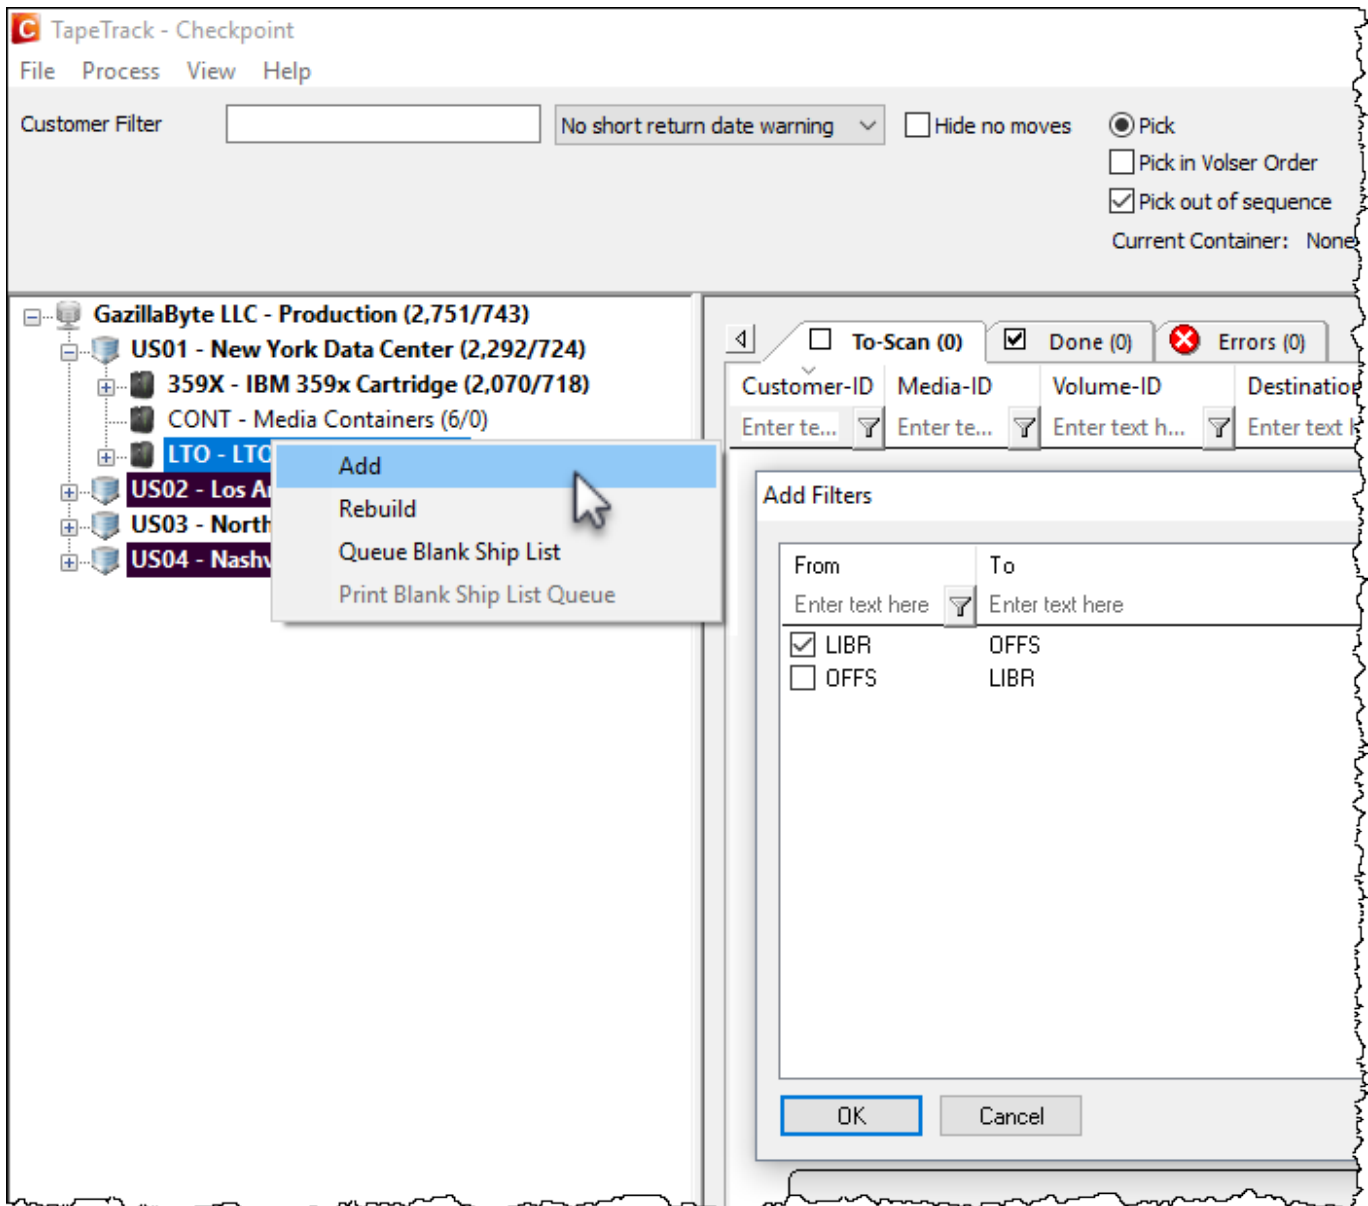 TapeTrack - Checkpoint
File Process View Help
Customer Filter No short return date warning Hide no moves Pick
Pick in Volser Order
Pick out of sequence
Current Container: None
GazillaByte LLC - Production (2,751/743)
US01 - New York Data Center (2,292/724)
359X - IBM 359x Cartridge (2,070/718)
CONT - Media Containers (6/0)
LTO - LTO
US02 - Los
US03 - North
US04 -
Add
Rebuild
Queue Blank Ship List
Print Blank Ship List Queue
To-Scan (0) Done (0) Errors (0)
Customer-ID Media-ID Volume-ID Destination
Enter te... Enter te... Enter text h... Enter text
Add Filters
From To
Enter text here Enter text here
LIBR OFFS
OFFS LIBR
OK Cancel